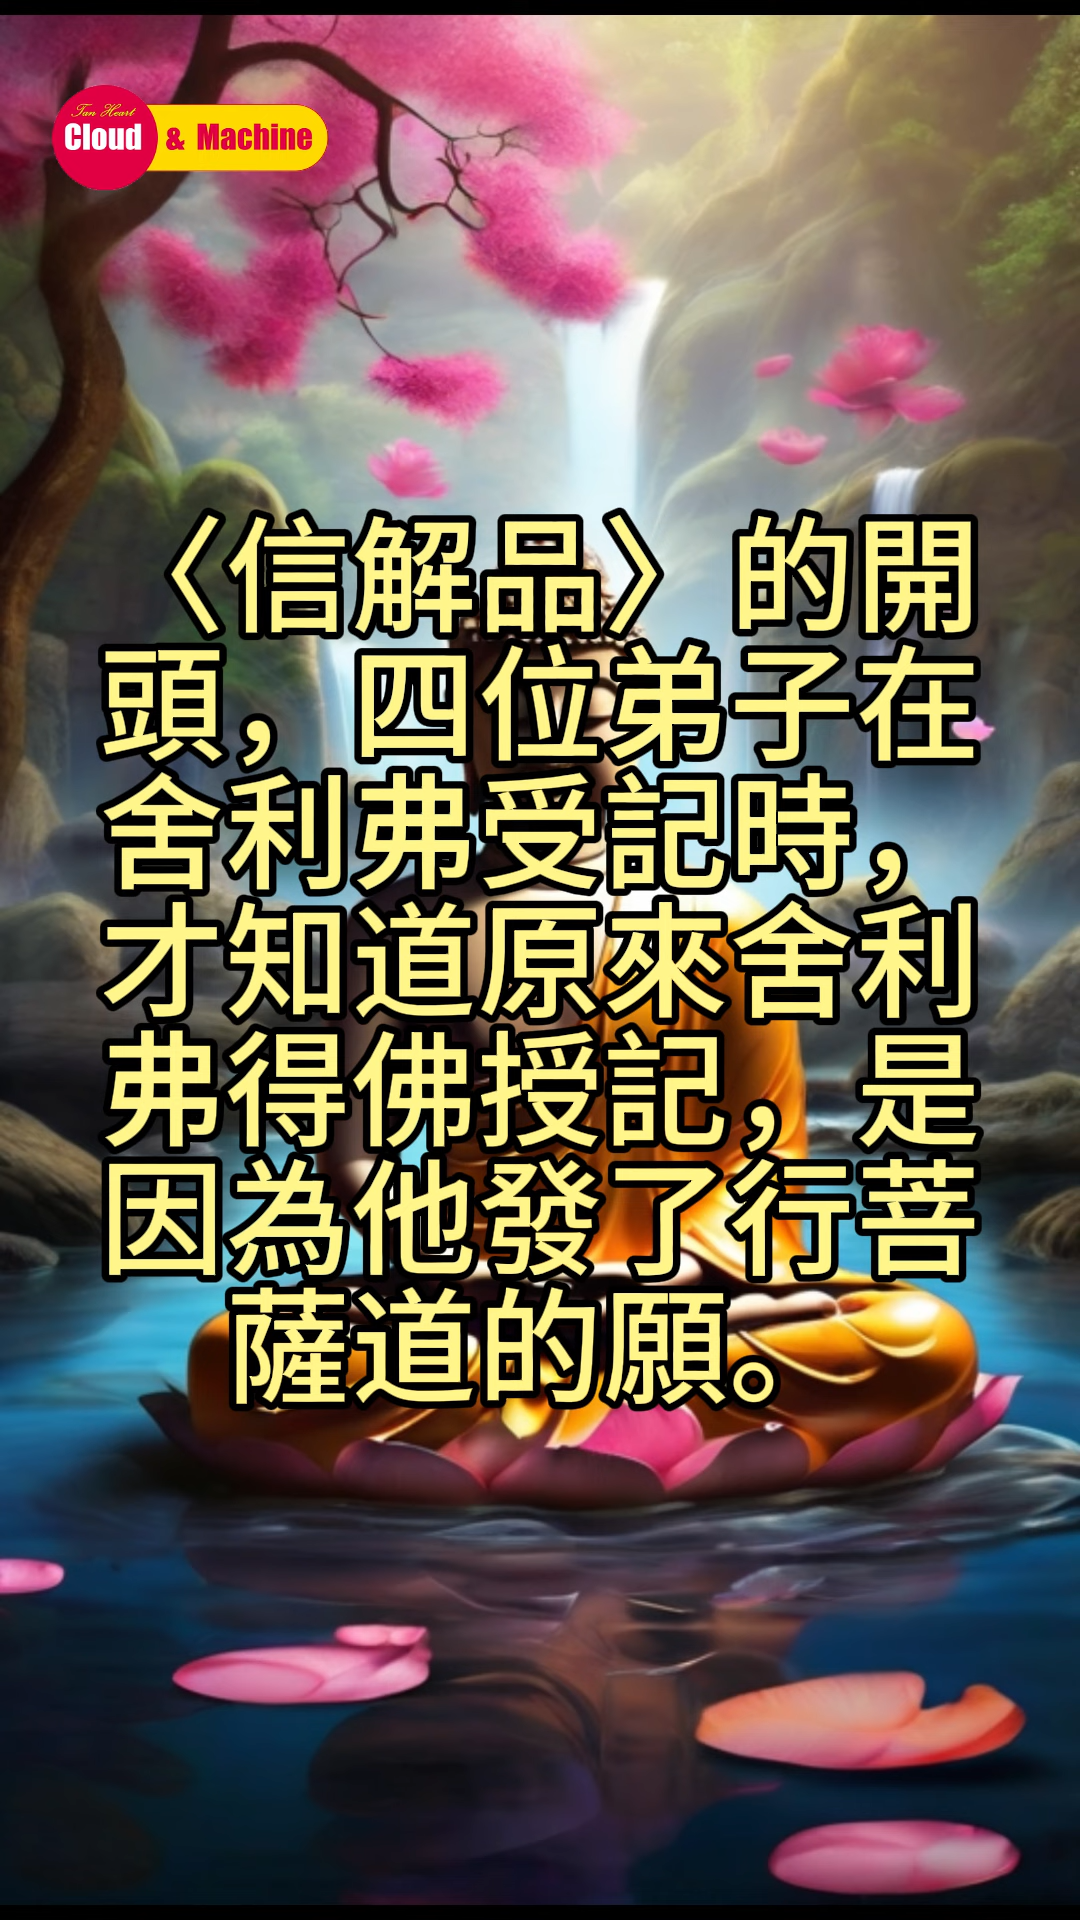 Tan Heart
Cloud & Machine
〈信解品〉的開
頭，四位弟子在
舍利弗受記時，
才知道原來舍利
弗得佛授記，是
因為他發了行菩
薩道的願。